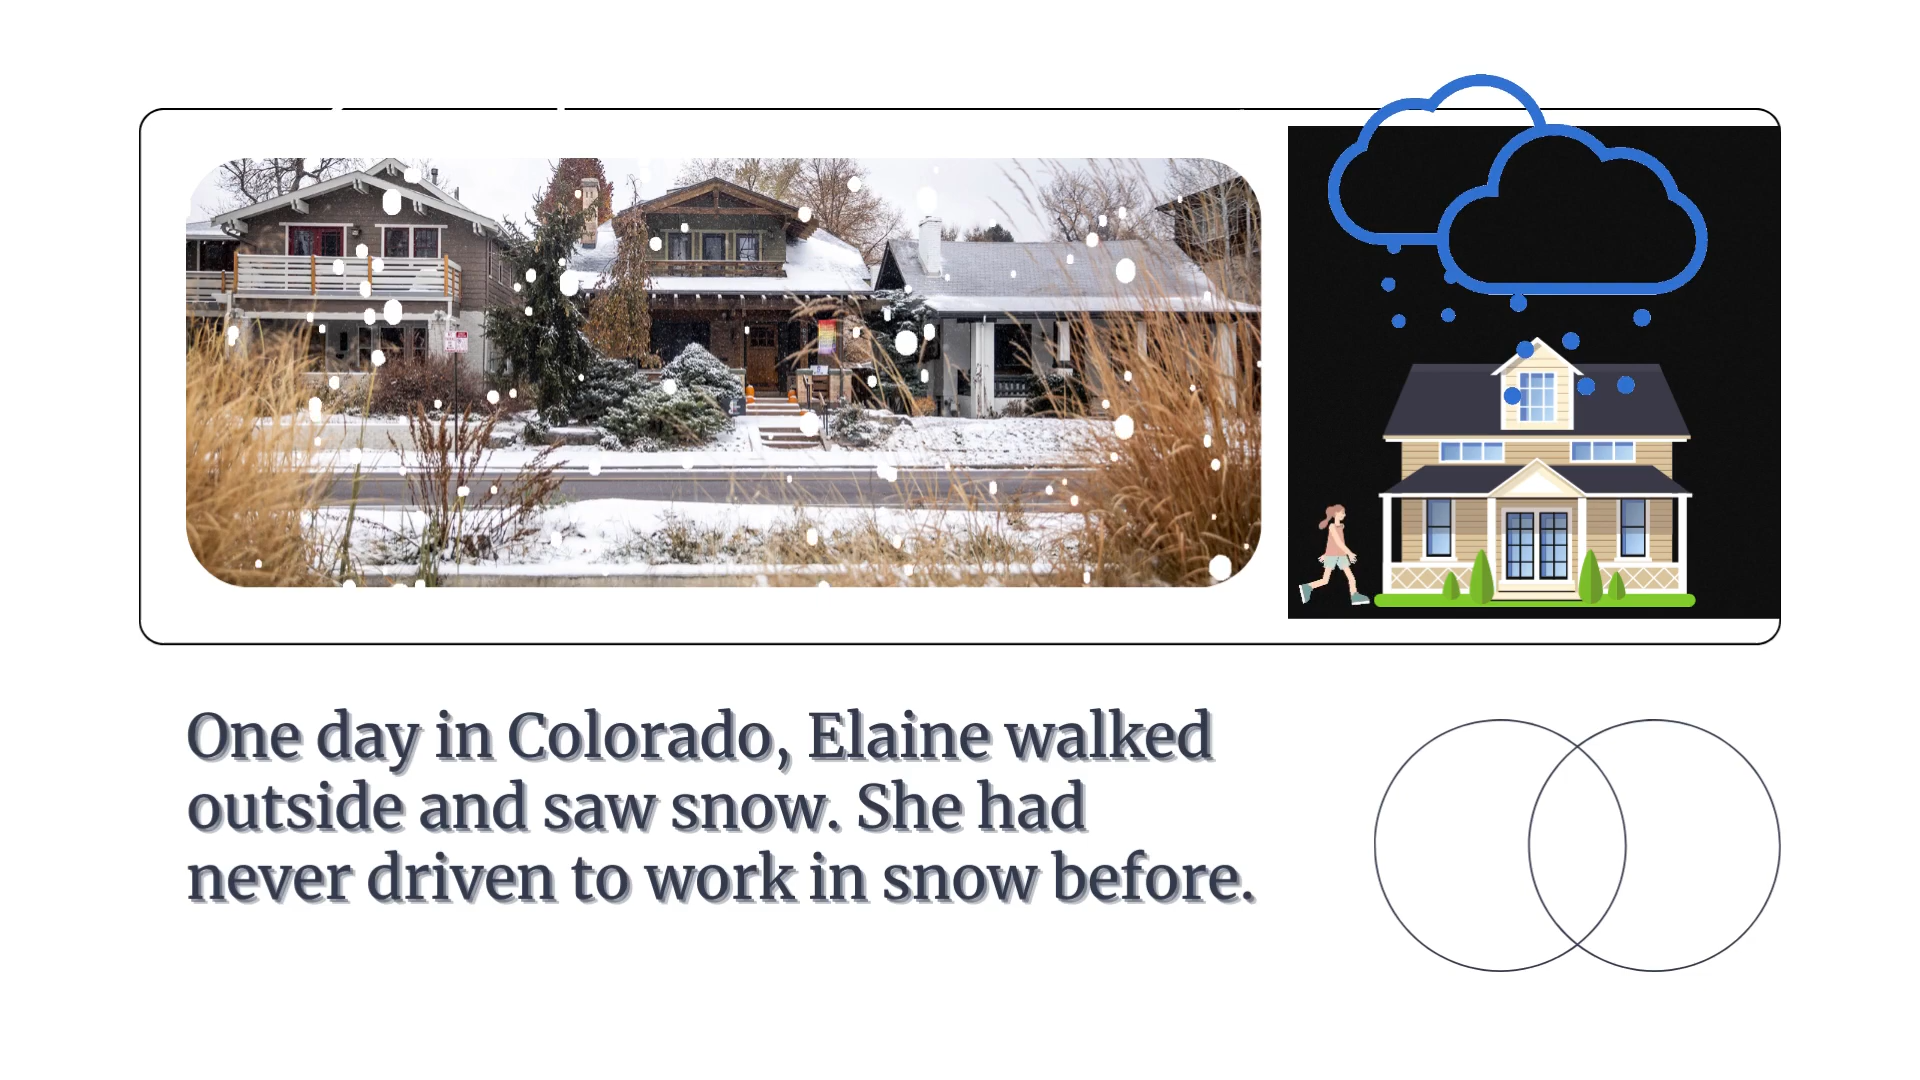 One day in Colorado, Elaine walked
outside and saw snow. She had
never driven to work in snow before.